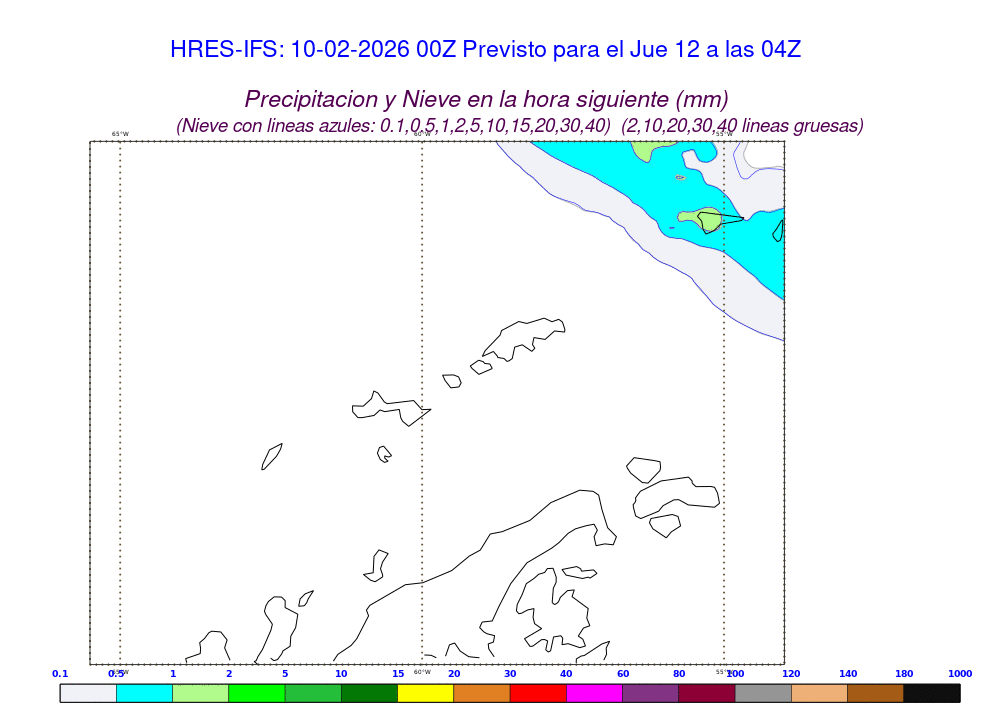 HRES-IFS: 10-02-2026 00Z Previsto para el Jue 12 a las 04Z
Precipitacion y Nieve en la hora siguiente (mm)
(Nieve con lineas azules: 0.1,0.5,1,2,5,10,15,20,30,40) (2,10,20,30,40 lineas gruesas)
65°W 60°W 55°W
65°W 60°W 55°W
0.1 0.5 1 2 5 10 15 20 30 40 60 80 100 120 140 180 1000